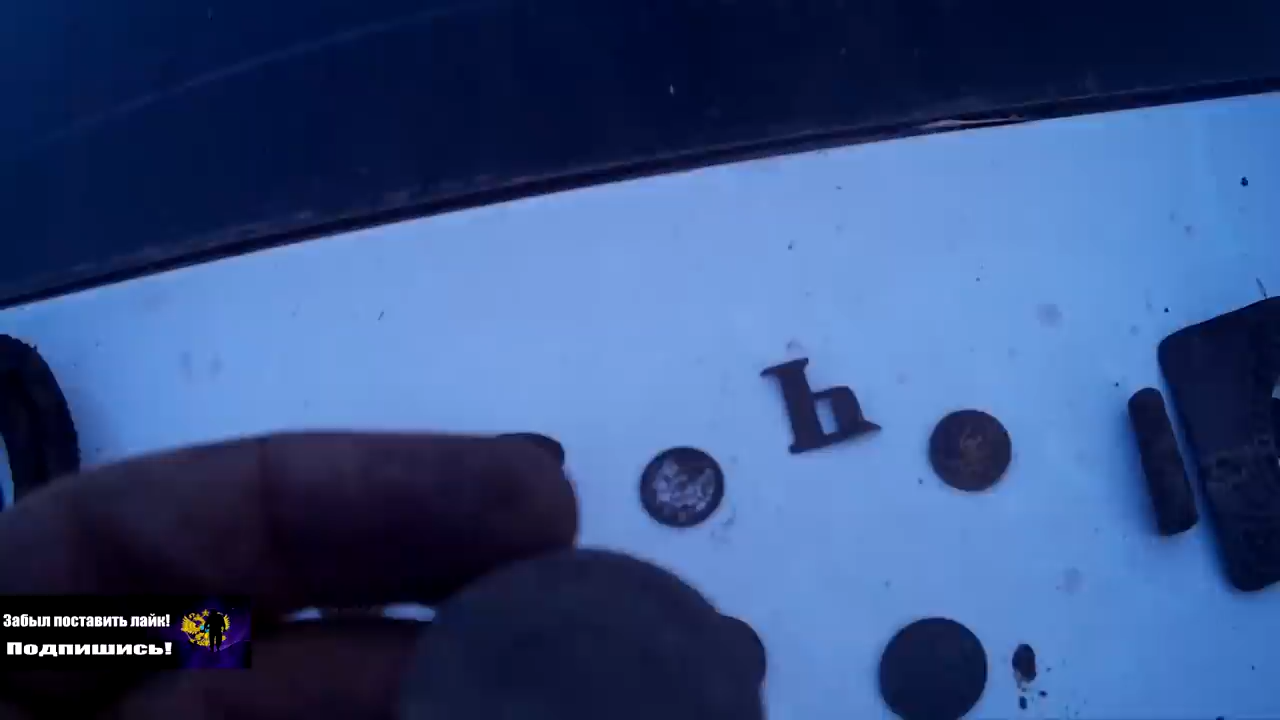 Ь
Забыл поставить лайк!
Подпишись!